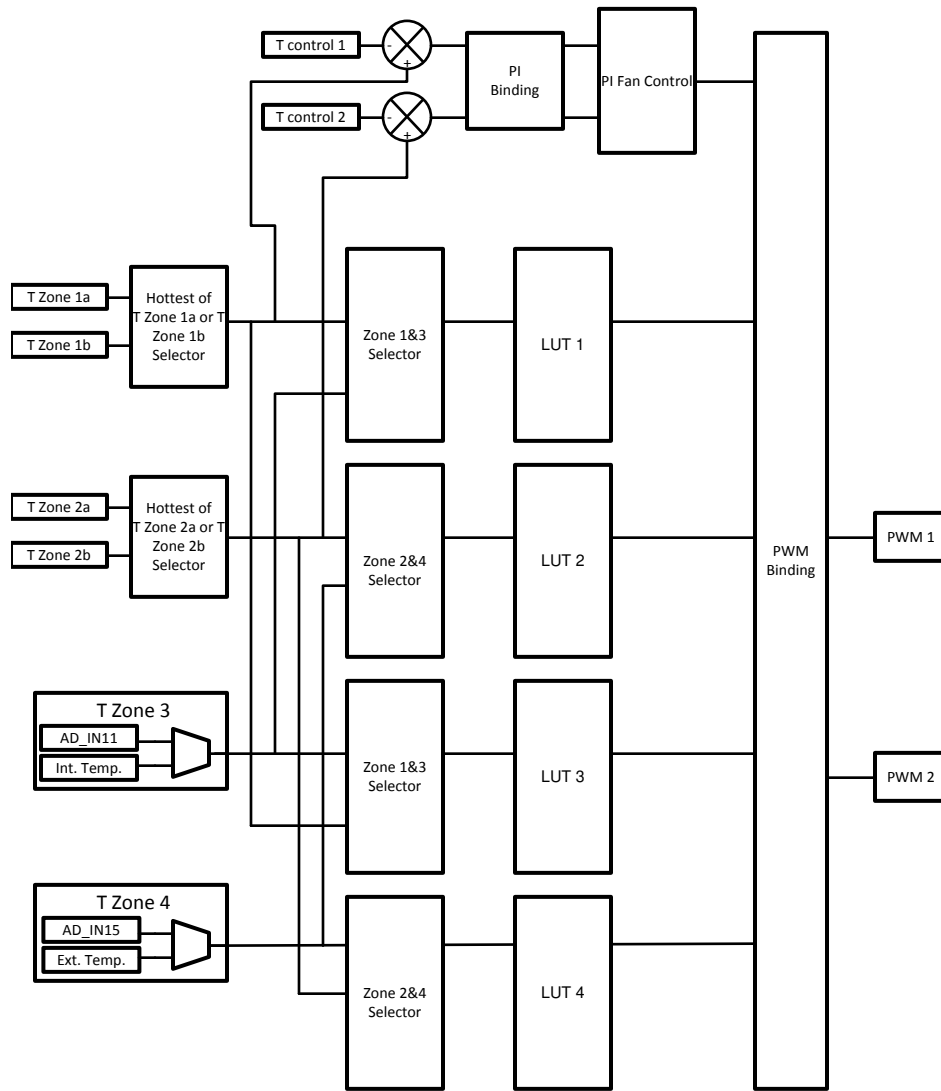 T control 1
-
+
T control 2
-
+
PI
Binding
PI Fan Control
T Zone 1a
T Zone 1b
Hottest of
T Zone 1a or T
Zone 1b
Selector
Zone 1&3
Selector
LUT 1
T Zone 2a
T Zone 2b
Hottest of
T Zone 2a or T
Zone 2b
Selector
Zone 2&4
Selector
LUT 2
PWM
Binding
PWM 1
T Zone 3
AD_IN11
Int. Temp.
Zone 1&3
Selector
LUT 3
PWM 2
T Zone 4
AD_IN15
Ext. Temp.
Zone 2&4
Selector
LUT 4